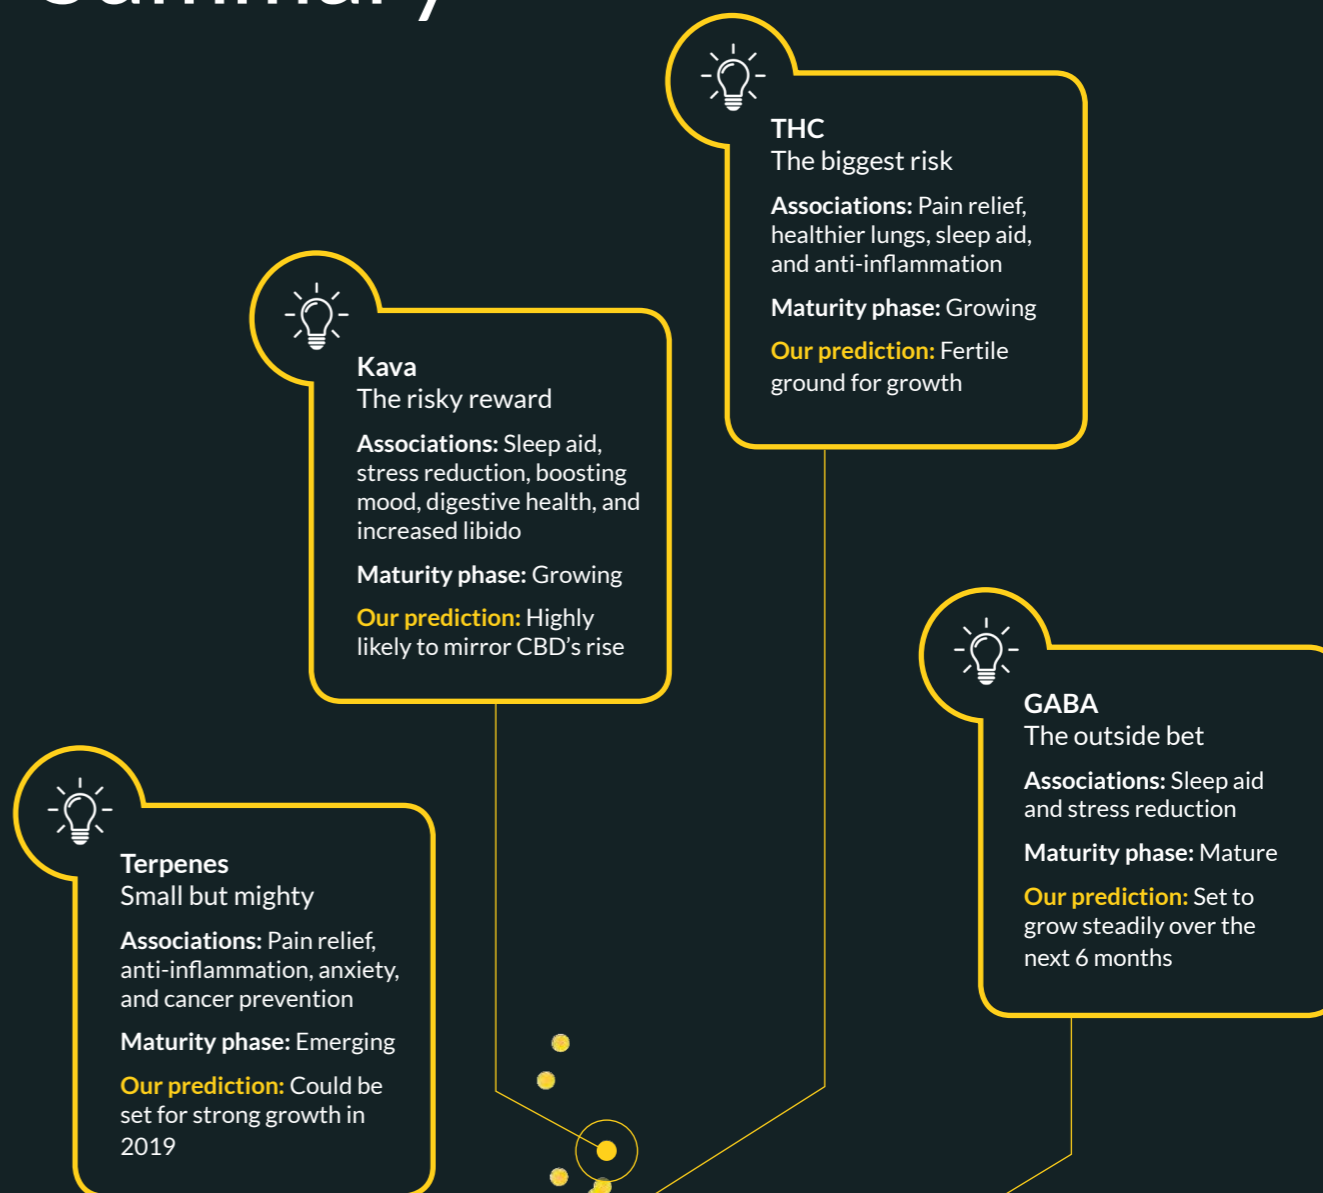 Summary
THC
The biggest risk
Associations: Pain relief,
healthier lungs, sleep aid,
and anti-inflammation
Maturity phase: Growing
Our prediction: Fertile
ground for growth
Kava
The risky reward
Associations: Sleep aid,
stress reduction, boosting
mood, digestive health, and
increased libido
Maturity phase: Growing
Our prediction: Highly
likely to mirror CBD’s rise
GABA
The outside bet
Associations: Sleep aid
and stress reduction
Maturity phase: Mature
Our prediction: Set to
grow steadily over the
next 6 months
Terpenes
Small but mighty
Associations: Pain relief,
anti-inflammation, anxiety,
and cancer prevention
Maturity phase: Emerging
Our prediction: Could be
set for strong growth in
2019